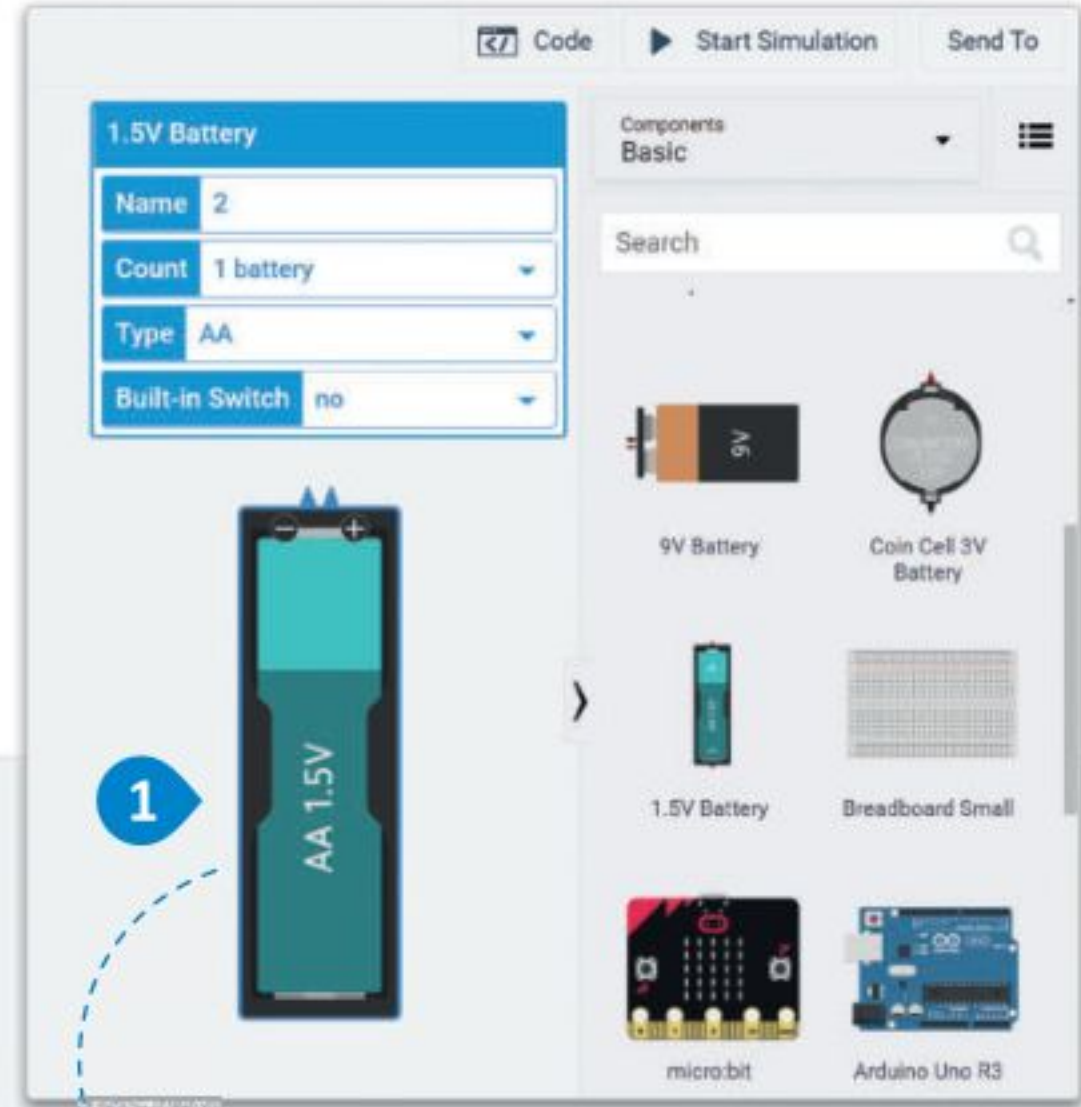 Code
Start Simulation
Send To
1.5V Battery
Name 2
Count 1 battery
Type AA
Built-in Switch no
Components
Basic
Search
AA 1.5V
1
9V
9V Battery
Coin Cell 3V
Battery
1.5V Battery
Breadboard Small
micro:bit
Arduino Uno R3